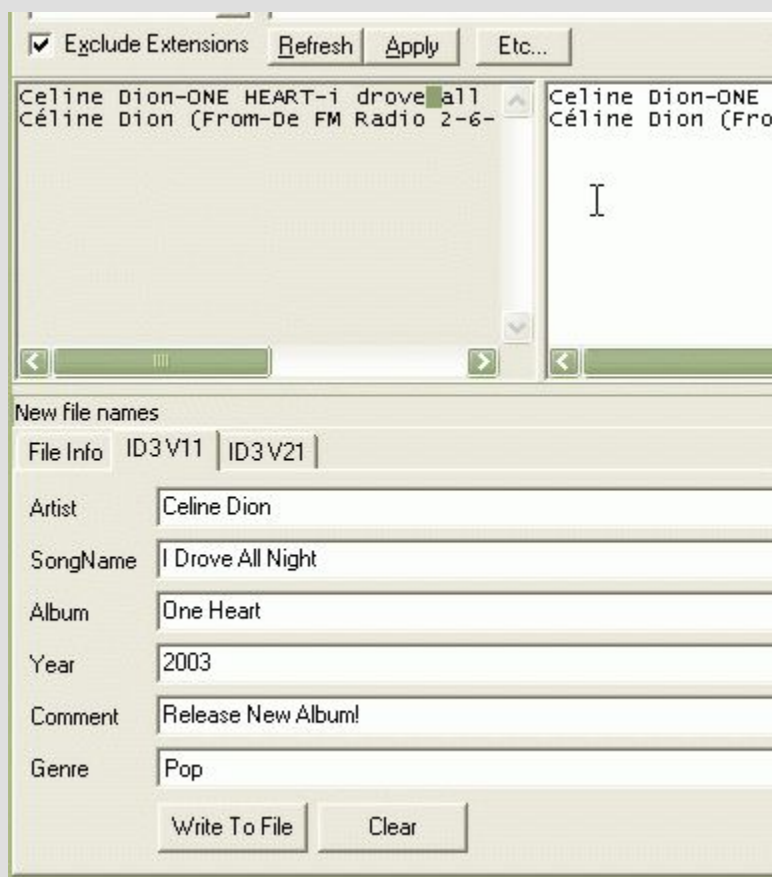 Exclude Extensions Refresh Apply Etc...
Celine Dion-ONE HEART-i drove all
Céline Dion (From-De FM Radio 2-6-
Celine Dion-ONE
Céline Dion (Fro
New file names
File Info ID3 V11 ID3 V21
Artist Celine Dion
SongName I Drove All Night
Album One Heart
Year 2003
Comment Release New Album!
Genre Pop
Write To File Clear